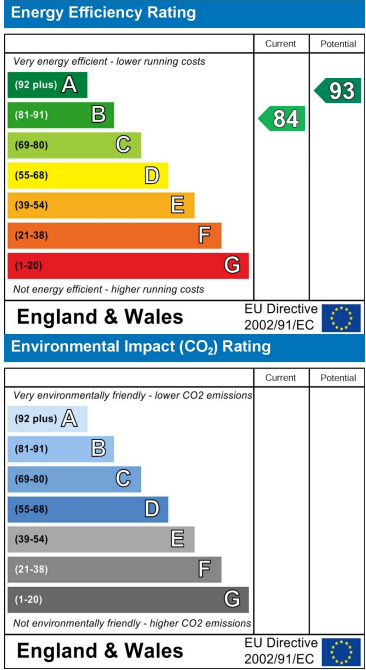 Energy Efficiency Rating
Current Potential
Very energy efficient - lower running costs
(92 plus) A
93
(81-91) B
84
(69-80) C
(55-68) D
(39-54) E
(21-38) F
(1-20) G
Not energy efficient - higher running costs
England & Wales
EU Directive
2002/91/EC
Environmental Impact (CO₂) Rating
Current Potential
Very environmentally friendly - lower CO2 emissions
(92 plus) A
(81-91) B
(69-80) C
(55-68) D
(39-54) E
(21-38) F
(1-20) G
Not environmentally friendly - higher CO2 emissions
England & Wales
EU Directive
2002/91/EC